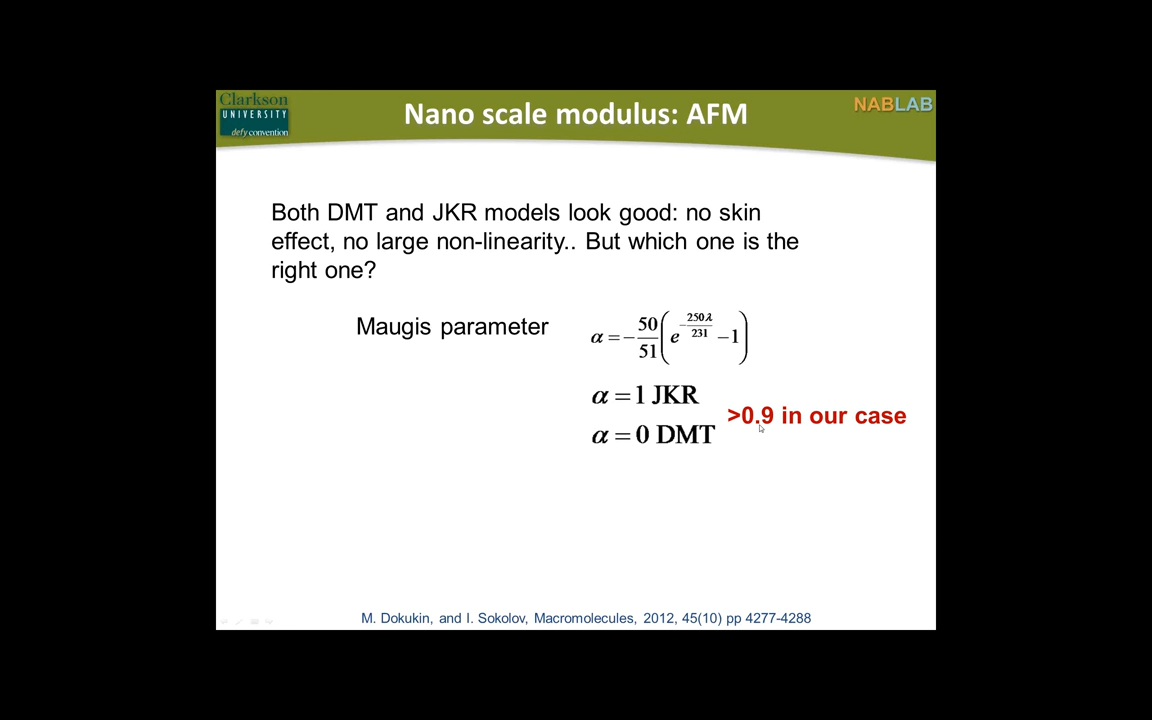 Clarkson
UNIVERSITY
defy convention
Nano scale modulus: AFM
NABLAB
Both DMT and JKR models look good: no skin
effect, no large non-linearity.. But which one is the
right one?
Maugis parameter
α = −50/51(e^(−250λ/231) − 1)
α = 1 JKR
>0.9 in our case
α = 0 DMT
M. Dokukin, and I. Sokolov, Macromolecules, 2012, 45(10) pp 4277-4288